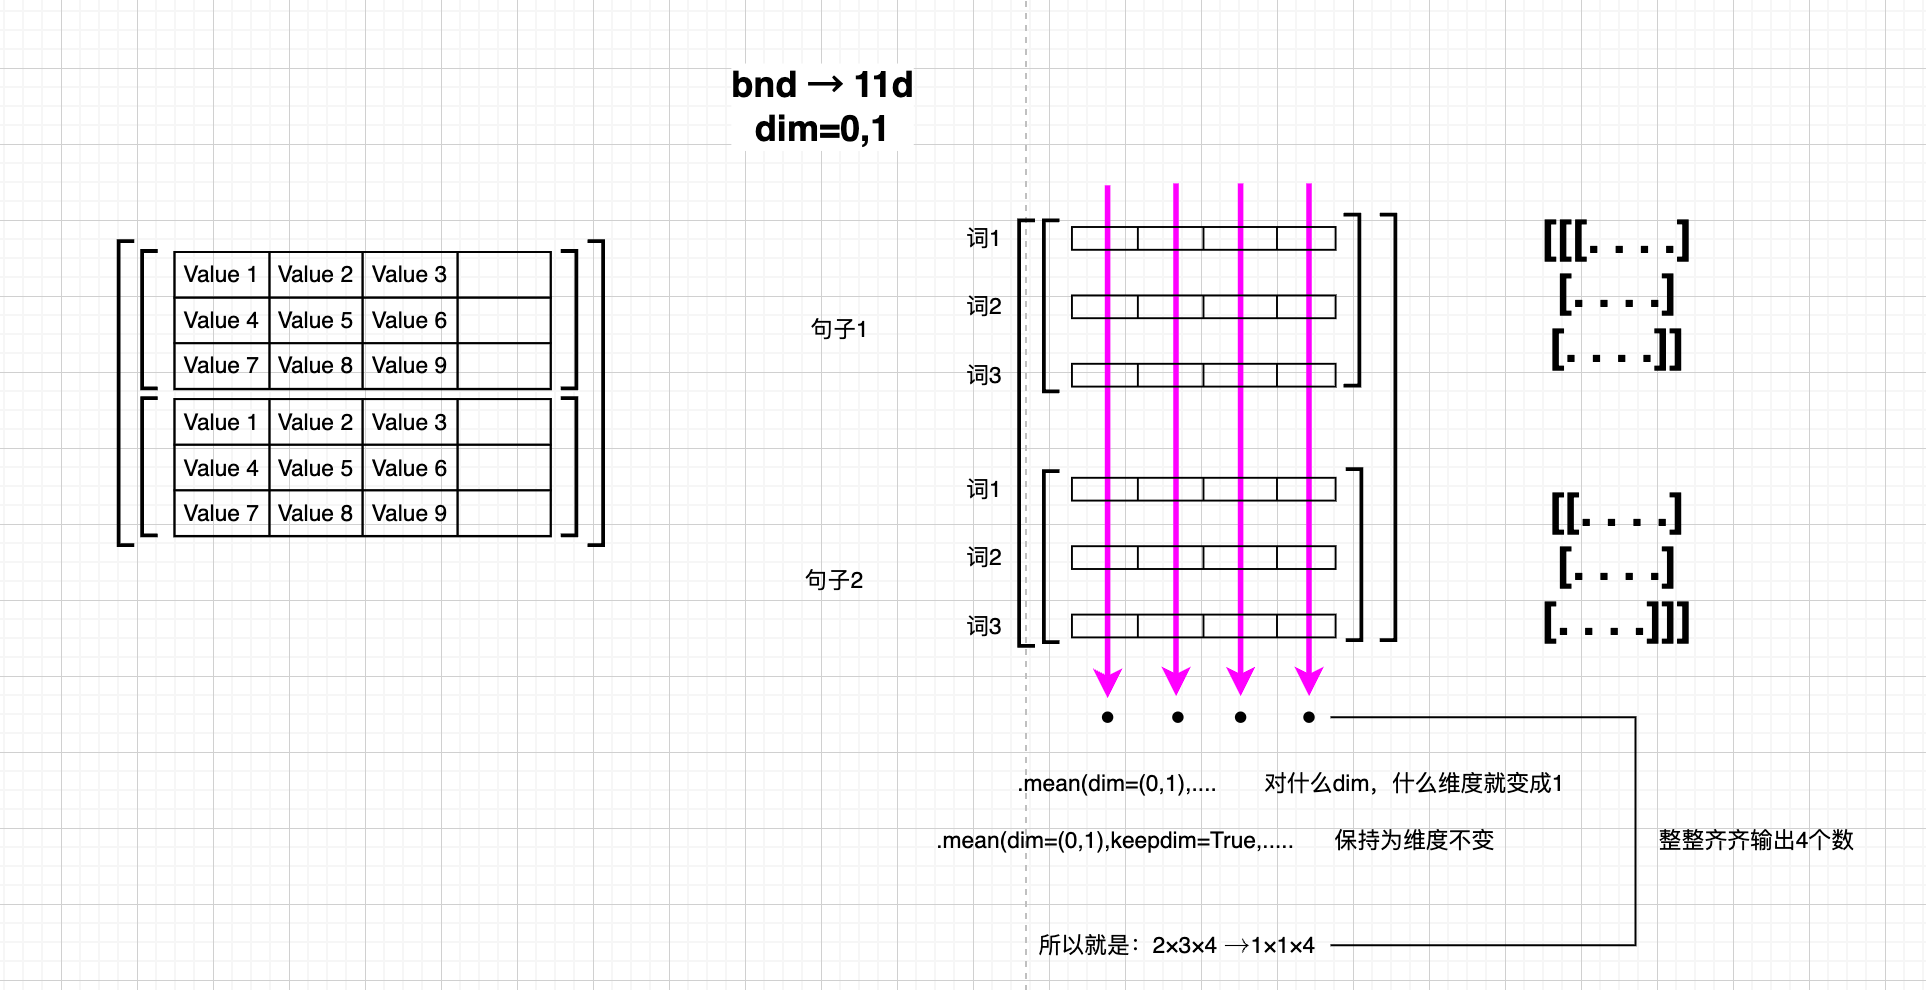 bnd → 11d
dim=0,1
Value 1 Value 2 Value 3
Value 4 Value 5 Value 6
Value 7 Value 8 Value 9
Value 1 Value 2 Value 3
Value 4 Value 5 Value 6
Value 7 Value 8 Value 9
句子1
词1
词2
词3
句子2
词1
词2
词3
[[[. . . .]
[. . . .]
[. . . .]]
[[. . . .]
[. . . .]
[. . . .]]]
.mean(dim=(0,1),.... 对什么dim，什么维度就变成1
.mean(dim=(0,1),keepdim=True,..... 保持为维度不变
整整齐齐输出4个数
所以就是：2×3×4 →1×1×4